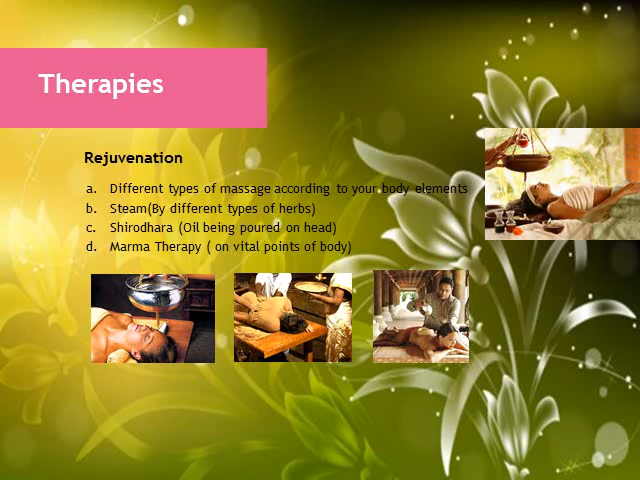 Therapies
Rejuvenation
a. Different types of massage according to your body elements
b. Steam(By different types of herbs)
c. Shirodhara (Oil being poured on head)
d. Marma Therapy ( on vital points of body)